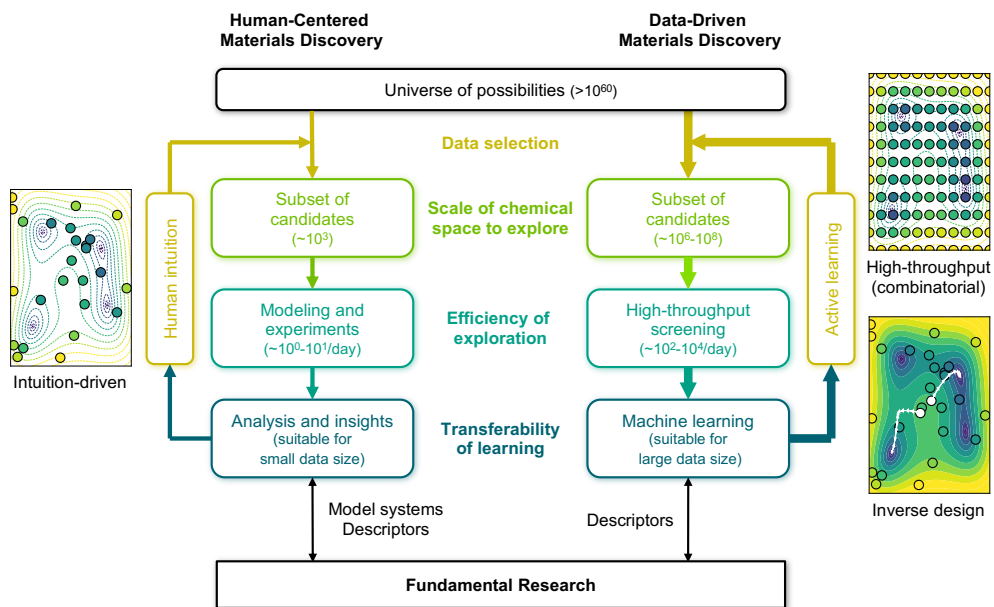 Human-Centered
Materials Discovery
Data-Driven
Materials Discovery
Universe of possibilities (>10⁶⁰)
Data selection
Subset of
candidates
(~10³)
Scale of chemical
space to explore
Subset of
candidates
(~10⁶-10⁸)
Human intuition
Active learning
High-throughput
(combinatorial)
Modeling and
experiments
(~10⁰-10¹/day)
Efficiency of
exploration
High-throughput
screening
(~10²-10⁴/day)
Intuition-driven
Analysis and insights
(suitable for
small data size)
Transferability
of learning
Machine learning
(suitable for
large data size)
Inverse design
Model systems
Descriptors
Descriptors
Fundamental Research